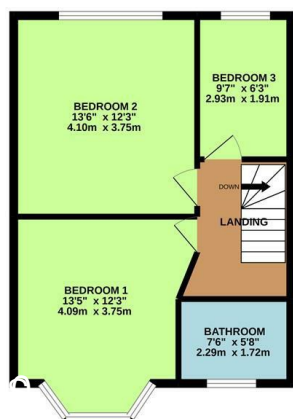 BEDROOM 2
13'6" x 12'3"
4.10m x 3.75m
BEDROOM 3
9'7" x 6'3"
2.93m x 1.91m
DOWN
LANDING
BEDROOM 1
13'5" x 12'3"
4.09m x 3.75m
BATHROOM
7'6" x 5'8"
2.29m x 1.72m